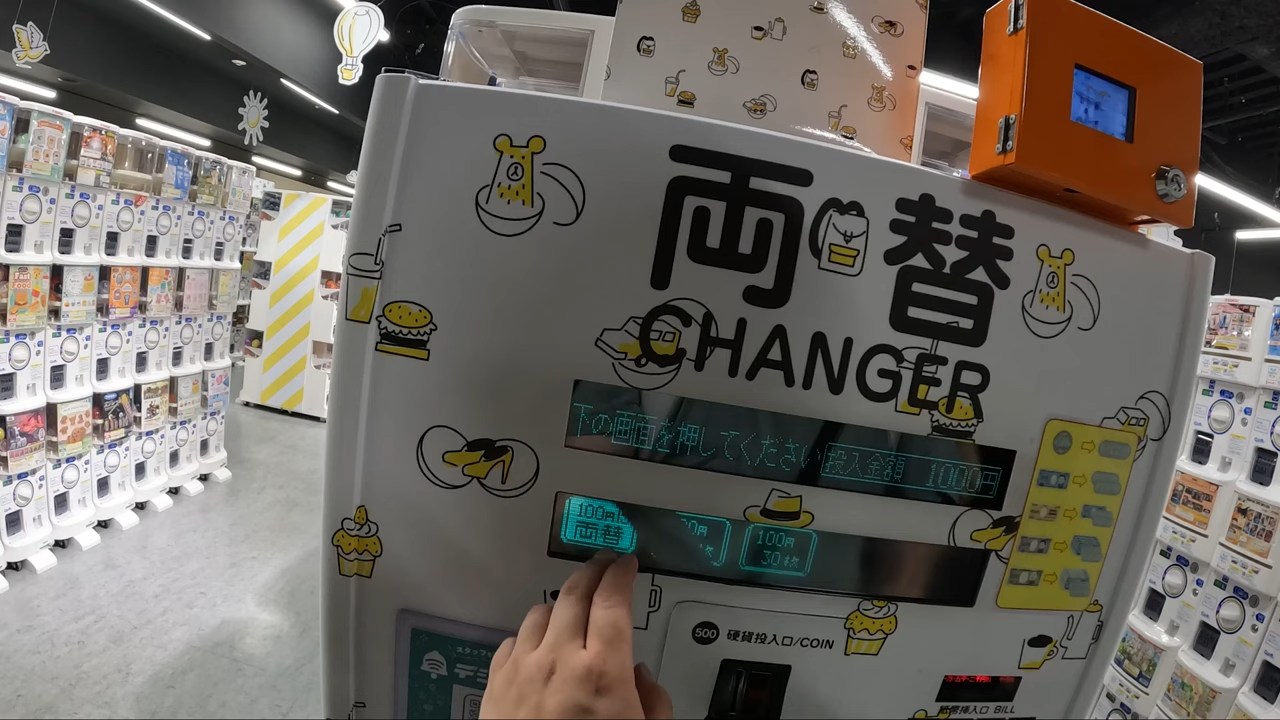 両替
CHANGER
下の画面を押してください 投入金額 1000円
100円
両替
100円
30枚
500 硬貨投入口/COIN
紙幣挿入口 BILL